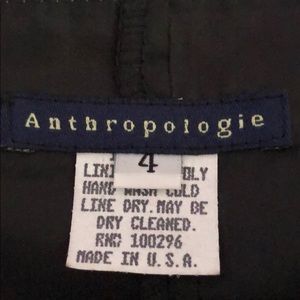 Anthropologie
4
HAND WASH COLD
LINE DRY. MAY BE
DRY CLEANED.
RN# 100296
MADE IN U.S.A.